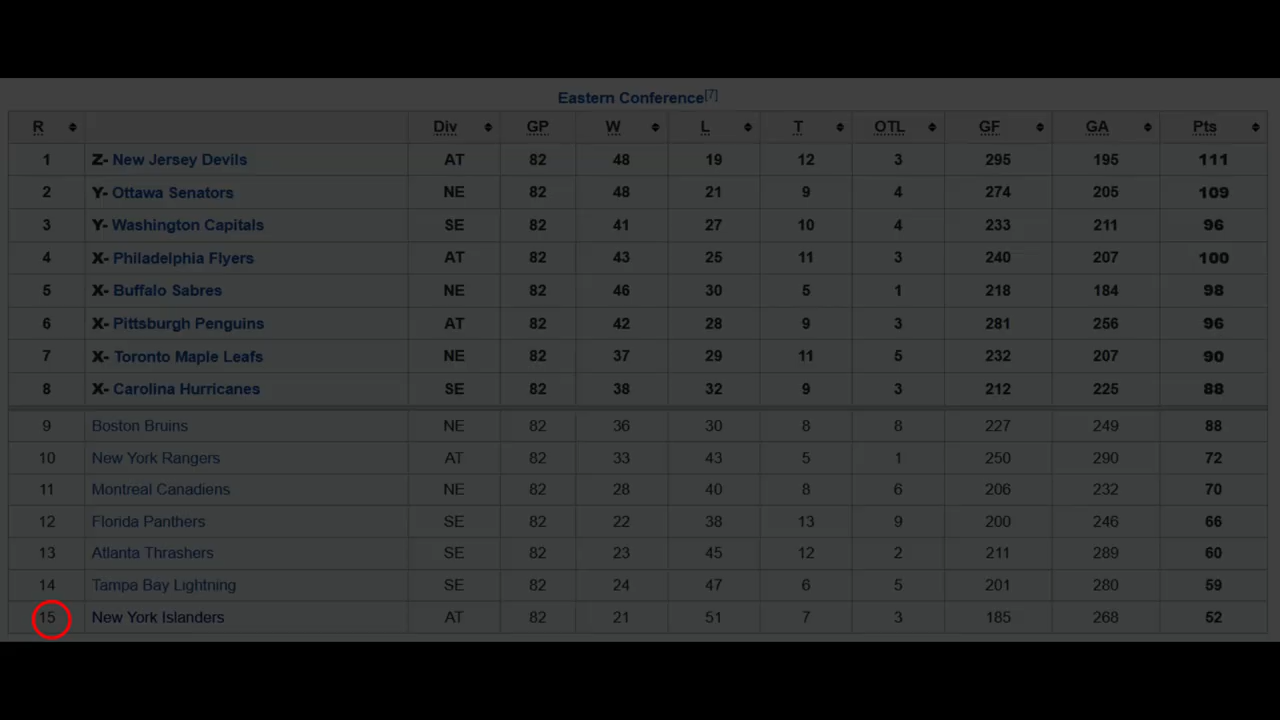 Eastern Conference[7]
R Div GP W L T OTL GF GA Pts
1 Z- New Jersey Devils AT 82 48 19 12 3 295 195 111
2 Y- Ottawa Senators NE 82 48 21 9 4 274 205 109
3 Y- Washington Capitals SE 82 41 27 10 4 233 211 96
4 X- Philadelphia Flyers AT 82 43 25 11 3 240 207 100
5 X- Buffalo Sabres NE 82 46 30 5 1 218 184 98
6 X- Pittsburgh Penguins AT 82 42 28 9 3 281 256 96
7 X- Toronto Maple Leafs NE 82 37 29 11 5 232 207 90
8 X- Carolina Hurricanes SE 82 38 32 9 3 212 225 88
9 Boston Bruins NE 82 36 30 8 8 227 249 88
10 New York Rangers AT 82 33 43 5 1 250 290 72
11 Montreal Canadiens NE 82 28 40 8 6 206 232 70
12 Florida Panthers SE 82 22 38 13 9 200 246 66
13 Atlanta Thrashers SE 82 23 45 12 2 211 289 60
14 Tampa Bay Lightning SE 82 24 47 6 5 201 280 59
15 New York Islanders AT 82 21 51 7 3 185 268 52